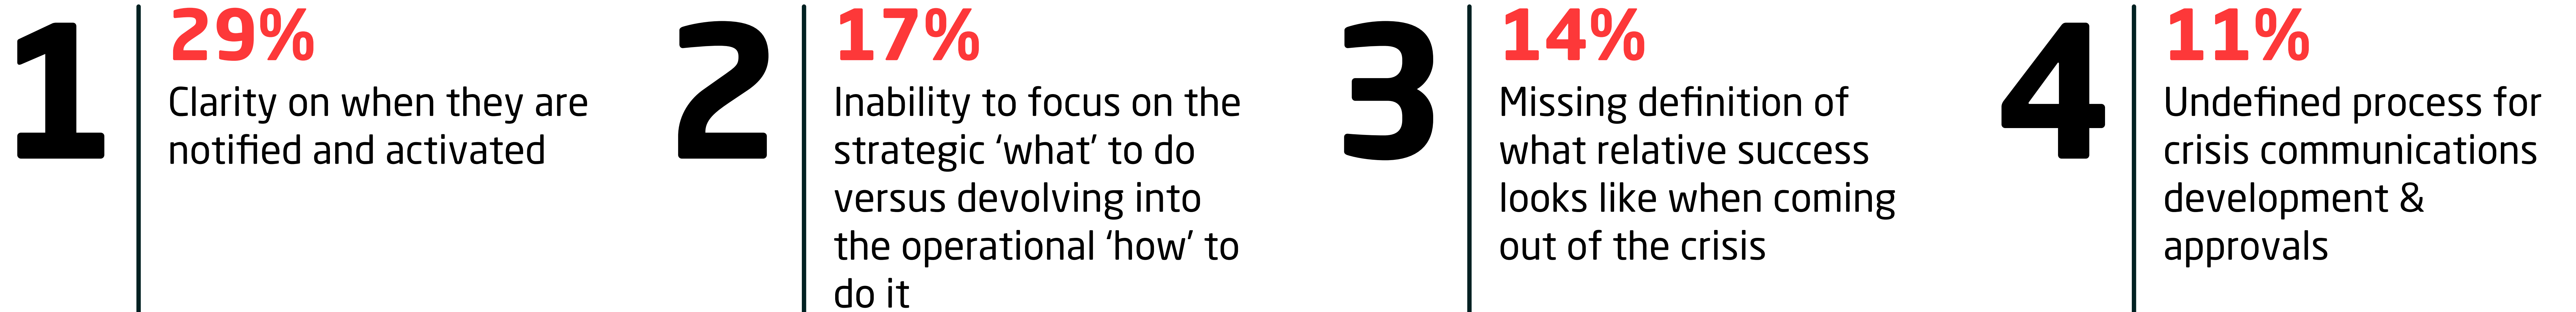 1
29%
Clarity on when they are
notified and activated
2
17%
Inability to focus on the
strategic ‘what’ to do
versus devolving into
the operational ‘how’ to
do it
3
14%
Missing definition of
what relative success
looks like when coming
out of the crisis
4
11%
Undefined process for
crisis communications
development &
approvals